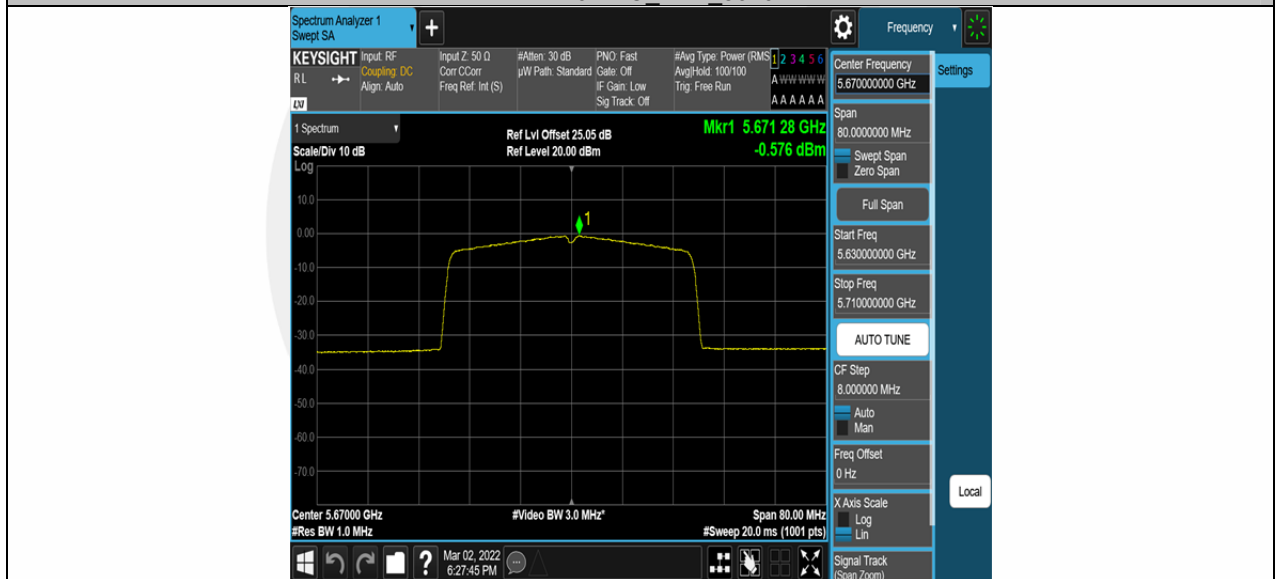 Spectrum Analyzer 1
Swept SA
+
Frequency
KEYSIGHT
RL
LXI
Input: RF
Coupling: DC
Align: Auto
Input Z: 50 Ω
Corr CCorr
Freq Ref: Int (S)
#Atten: 30 dB
µW Path: Standard
PNO: Fast
Gate: Off
IF Gain: Low
Sig Track: Off
#Avg Type: Power (RMS
Avg|Hold: 100/100
Trig: Free Run
1 2 3 4 5 6
A W W W W W
A A A A A A
Center Frequency
5.670000000 GHz
Settings
1 Spectrum
Scale/Div 10 dB
Log
Ref Lvl Offset 25.05 dB
Ref Level 20.00 dBm
Mkr1 5.671 28 GHz
-0.576 dBm
Span
80.0000000 MHz
Swept Span
Zero Span
Full Span
Start Freq
5.630000000 GHz
Stop Freq
5.710000000 GHz
AUTO TUNE
CF Step
8.000000 MHz
Auto
Man
Freq Offset
0 Hz
X Axis Scale
Log
Lin
Signal Track
(Span Zoom)
Local
1
10.0
0.00
-10.0
-20.0
-30.0
-40.0
-50.0
-60.0
-70.0
Center 5.67000 GHz
#Res BW 1.0 MHz
#Video BW 3.0 MHz*
Span 80.00 MHz
#Sweep 20.0 ms (1001 pts)
?
Mar 02, 2022
6:27:45 PM